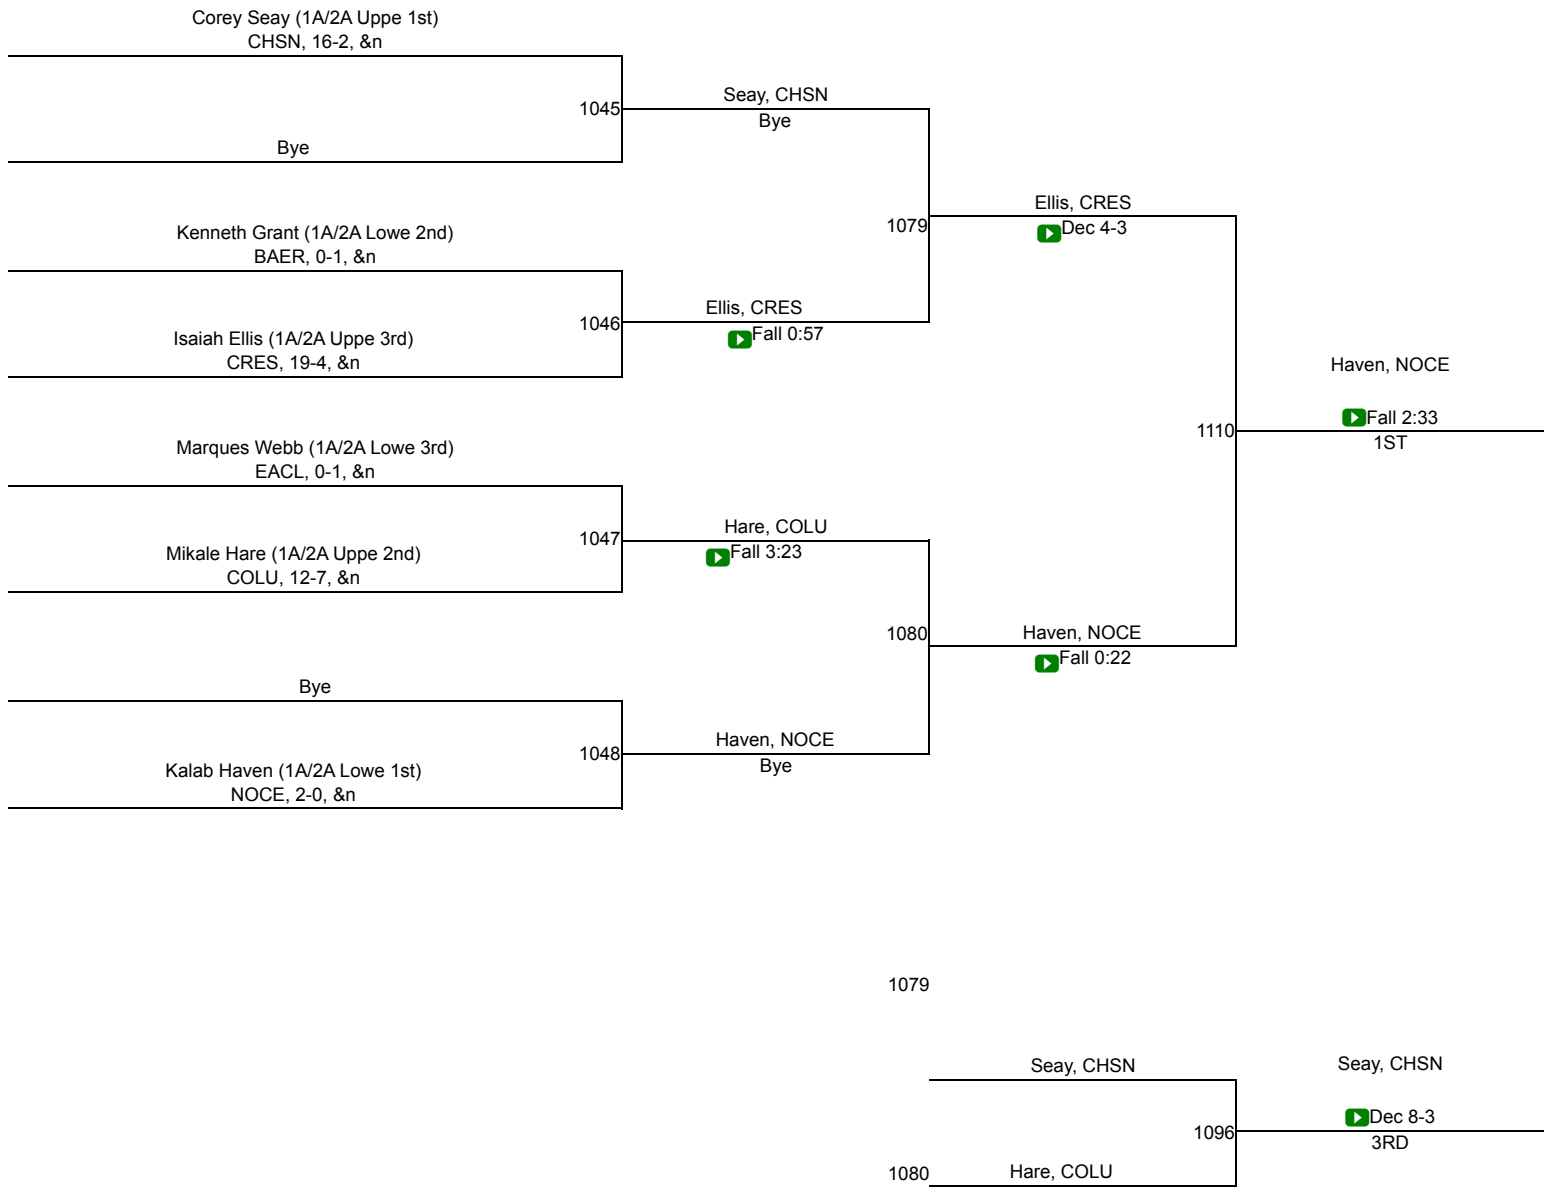 Corey Seay (1A/2A Uppe 1st)
CHSN, 16-2, &n
1045
Seay, CHSN
Bye
Bye
Kenneth Grant (1A/2A Lowe 2nd)
BAER, 0-1, &n
1079
Ellis, CRES
Dec 4-3
1046
Ellis, CRES
Fall 0:57
Isaiah Ellis (1A/2A Uppe 3rd)
CRES, 19-4, &n
Haven, NOCE
1110
Fall 2:33
1ST
Marques Webb (1A/2A Lowe 3rd)
EACL, 0-1, &n
1047
Hare, COLU
Fall 3:23
Mikale Hare (1A/2A Uppe 2nd)
COLU, 12-7, &n
1080
Haven, NOCE
Fall 0:22
Bye
1048
Haven, NOCE
Bye
Kalab Haven (1A/2A Lowe 1st)
NOCE, 2-0, &n
1079
Seay, CHSN
Seay, CHSN
1096
Dec 8-3
3RD
1080
Hare, COLU